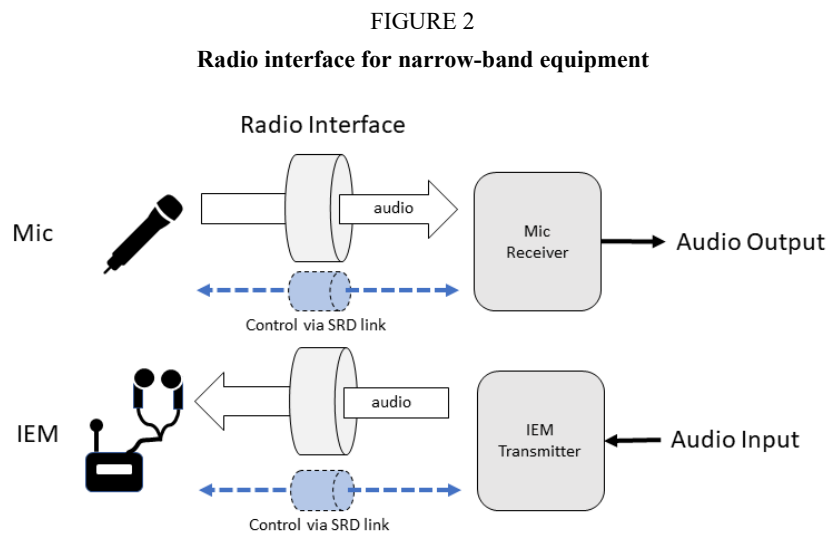 FIGURE 2
Radio interface for narrow-band equipment
Radio Interface
Mic
audio
Mic
Receiver
Audio Output
Control via SRD link
IEM
audio
IEM
Transmitter
Audio Input
Control via SRD link